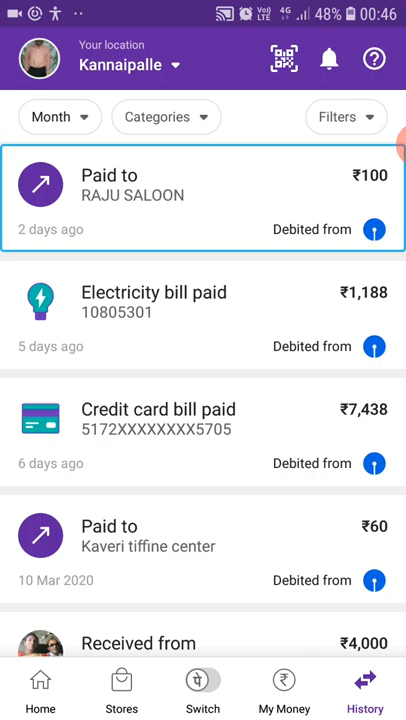 Vo)) LTE 4G 48% 00:46
Your location
Kannaipalle
Month Categories Filters
Paid to ₹100
RAJU SALOON
2 days ago Debited from
Electricity bill paid ₹1,188
10805301
5 days ago Debited from
Credit card bill paid ₹7,438
5172XXXXXXXX5705
6 days ago Debited from
Paid to ₹60
Kaveri tiffine center
10 Mar 2020 Debited from
Received from ₹4,000
पे ₹
Home Stores Switch My Money History